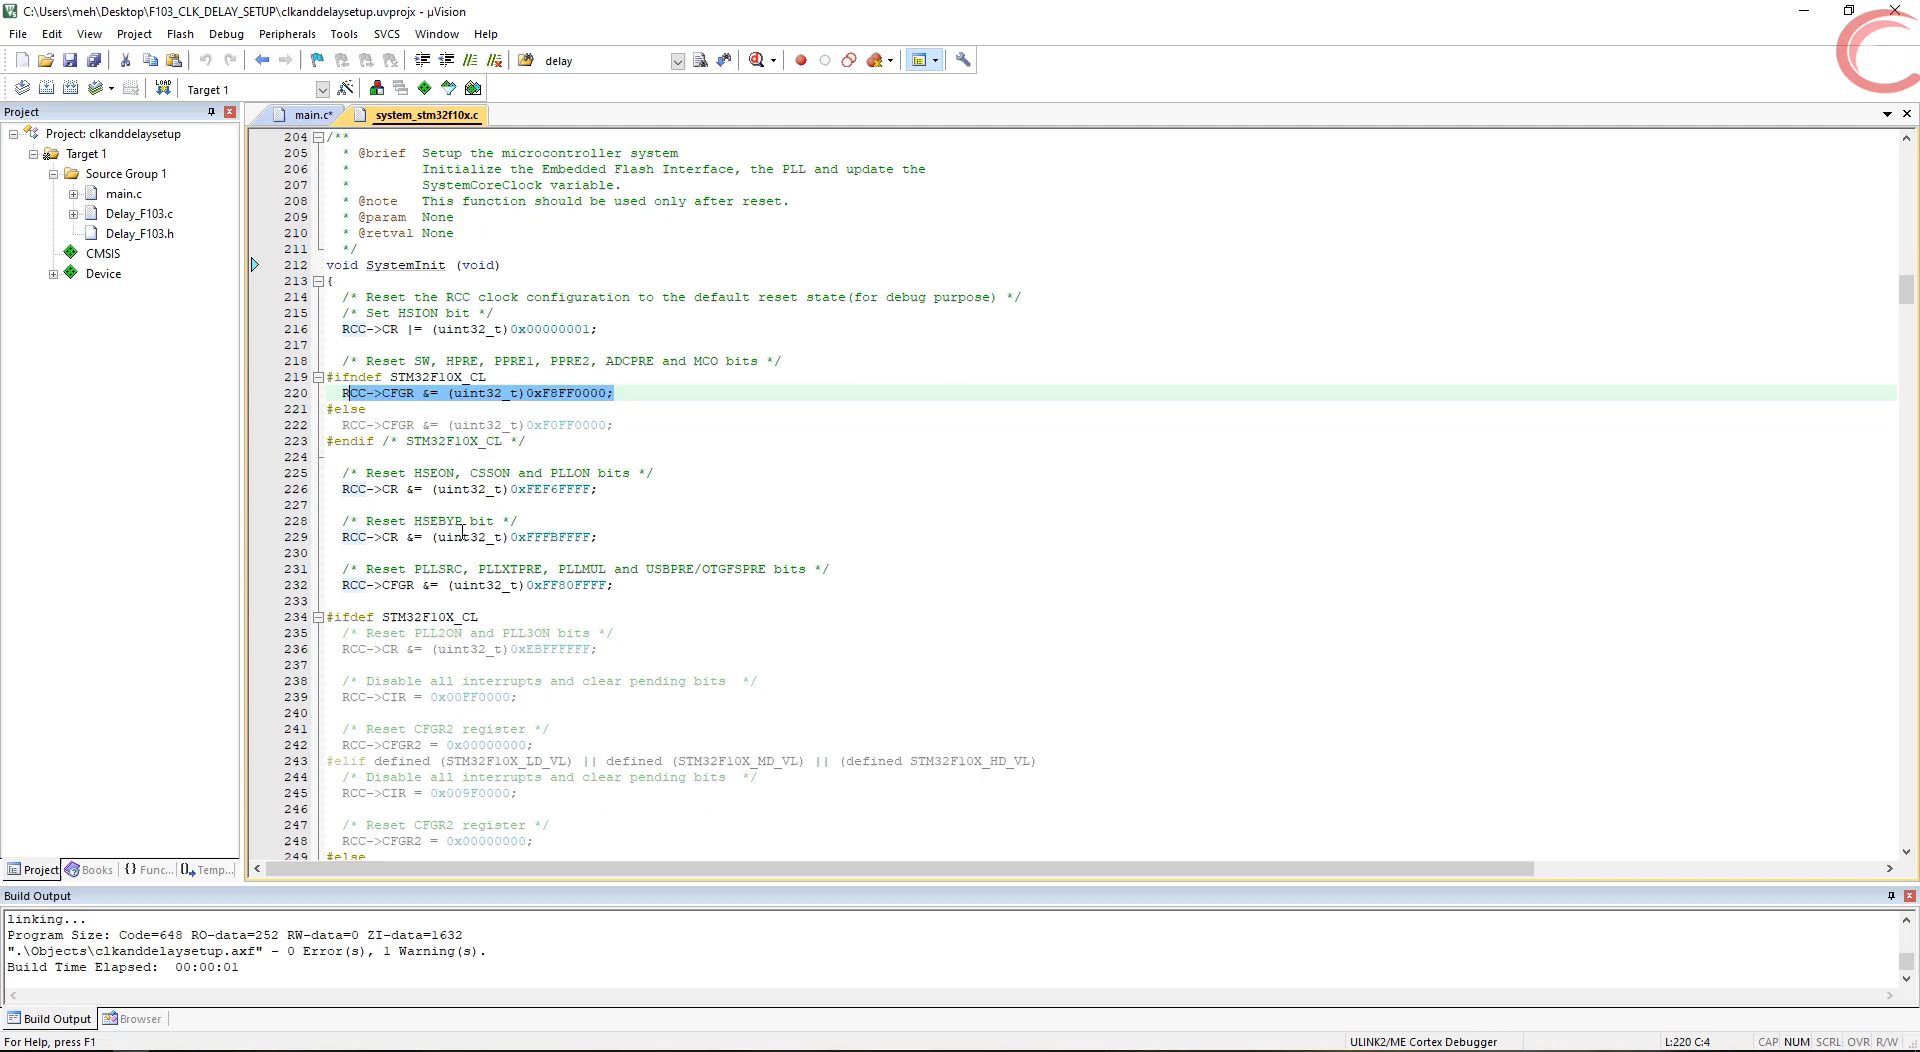 C:\Users\meh\Desktop\F103_CLK_DELAY_SETUP\clkanddelaysetup.uvprojx - µVision
File Edit View Project Flash Debug Peripherals Tools SVCS Window Help
delay
LOAD Target 1
Project
main.c* system_stm32f10x.c
Project: clkanddelaysetup
Target 1
Source Group 1
main.c
Delay_F103.c
Delay_F103.h
CMSIS
Device
204 /**
205 * @brief Setup the microcontroller system
206 * Initialize the Embedded Flash Interface, the PLL and update the
207 * SystemCoreClock variable.
208 * @note This function should be used only after reset.
209 * @param None
210 * @retval None
211 */
212 void SystemInit (void)
213 {
214 /* Reset the RCC clock configuration to the default reset state(for debug purpose) */
215 /* Set HSION bit */
216 RCC->CR |= (uint32_t)0x00000001;
217
218 /* Reset SW, HPRE, PPRE1, PPRE2, ADCPRE and MCO bits */
219 #ifndef STM32F10X_CL
220 RCC->CFGR &= (uint32_t)0xF8FF0000;
221 #else
222 RCC->CFGR &= (uint32_t)0xF0FF0000;
223 #endif /* STM32F10X_CL */
224
225 /* Reset HSEON, CSSON and PLLON bits */
226 RCC->CR &= (uint32_t)0xFEF6FFFF;
227
228 /* Reset HSEBYP bit */
229 RCC->CR &= (uint32_t)0xFFFBFFFF;
230
231 /* Reset PLLSRC, PLLXTPRE, PLLMUL and USBPRE/OTGFSPRE bits */
232 RCC->CFGR &= (uint32_t)0xFF80FFFF;
233
234 #ifdef STM32F10X_CL
235 /* Reset PLL2ON and PLL3ON bits */
236 RCC->CR &= (uint32_t)0xEBFFFFFF;
237
238 /* Disable all interrupts and clear pending bits */
239 RCC->CIR = 0x00FF0000;
240
241 /* Reset CFGR2 register */
242 RCC->CFGR2 = 0x00000000;
243 #elif defined (STM32F10X_LD_VL) || defined (STM32F10X_MD_VL) || (defined STM32F10X_HD_VL)
244 /* Disable all interrupts and clear pending bits */
245 RCC->CIR = 0x009F0000;
246
247 /* Reset CFGR2 register */
248 RCC->CFGR2 = 0x00000000;
249 #else
Project Books {} Func... Temp...
Build Output
linking...
Program Size: Code=648 RO-data=252 RW-data=0 ZI-data=1632
".\Objects\clkanddelaysetup.axf" - 0 Error(s), 1 Warning(s).
Build Time Elapsed: 00:00:01
Build Output Browser
For Help, press F1 ULINK2/ME Cortex Debugger L:220 C:4 CAP NUM SCRL OVR R/W